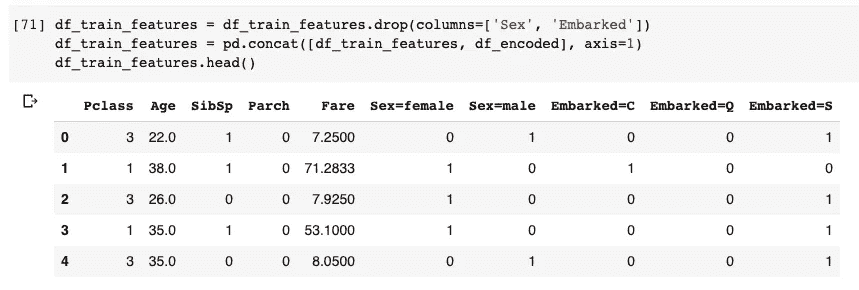 [71] df_train_features = df_train_features.drop(columns=['Sex', 'Embarked'])
df_train_features = pd.concat([df_train_features, df_encoded], axis=1)
df_train_features.head()
Pclass Age SibSp Parch Fare Sex=female Sex=male Embarked=C Embarked=Q Embarked=S
0 3 22.0 1 0 7.2500 0 1 0 0 1
1 1 38.0 1 0 71.2833 1 0 1 0 0
2 3 26.0 0 0 7.9250 1 0 0 0 1
3 1 35.0 1 0 53.1000 1 0 0 0 1
4 3 35.0 0 0 8.0500 0 1 0 0 1